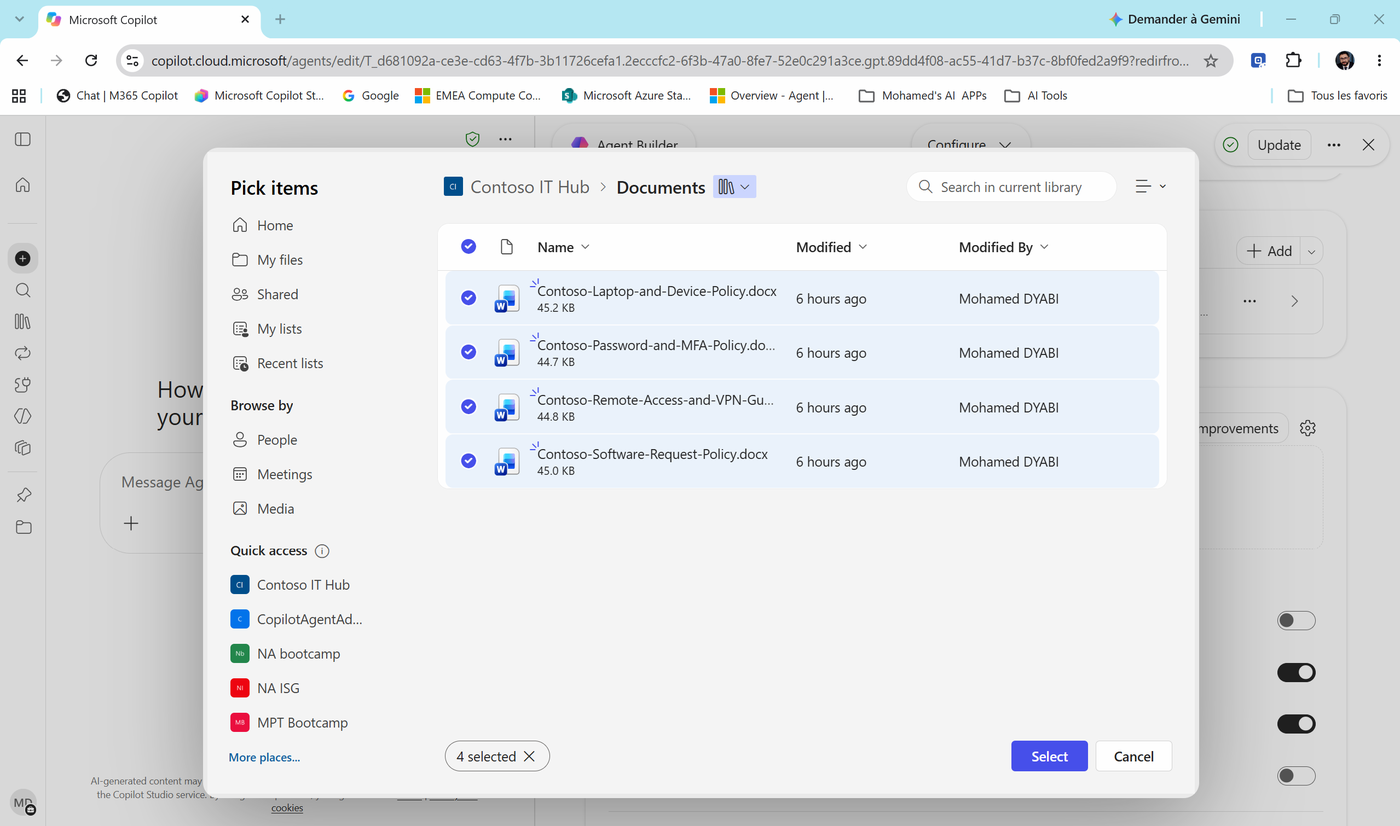 Microsoft Copilot
Demander à Gemini
copilot.cloud.microsoft/agents/edit/T_d681092a-ce3e-cd63-4f7b-3b11726cefa1.2ecccfc2-6f3b-47a0-8fe7-52e0c291a3ce.gpt.89dd4f08-ac55-41d7-b37c-8bf0fed2a9f9?redirfro...
Chat | M365 Copilot
Microsoft Copilot St...
Google
EMEA Compute Co...
Microsoft Azure Sta...
Overview - Agent |...
Mohamed's AI APPs
AI Tools
Tous les favoris
Agent Builder
Configure
Update
Pick items
Home
My files
Shared
My lists
Recent lists
Browse by
People
Meetings
Media
Quick access
CI Contoso IT Hub
C CopilotAgentAd...
Nb NA bootcamp
NI NA ISG
MB MPT Bootcamp
More places...
CI Contoso IT Hub > Documents
Search in current library
Name Modified Modified By
Contoso-Laptop-and-Device-Policy.docx 6 hours ago Mohamed DYABI
45.2 KB
Contoso-Password-and-MFA-Policy.do... 6 hours ago Mohamed DYABI
44.7 KB
Contoso-Remote-Access-and-VPN-Gu... 6 hours ago Mohamed DYABI
44.8 KB
Contoso-Software-Request-Policy.docx 6 hours ago Mohamed DYABI
45.0 KB
4 selected
Select
Cancel
Add
mprovements
How
your
Message Ag
AI-generated content may
the Copilot Studio service.
cookies
MD